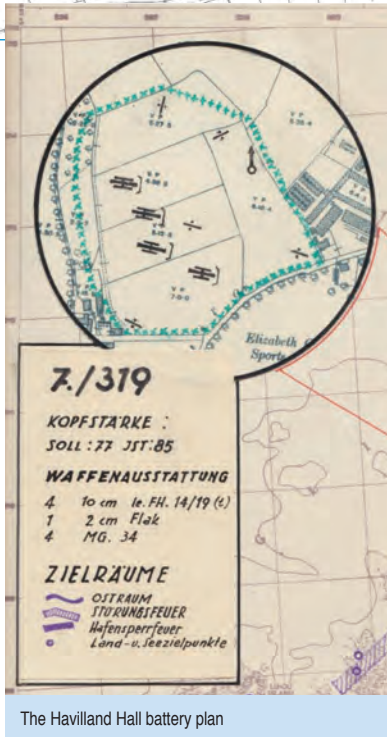 Elizabeth
Sports
7./319
KOPFSTÄRKE :
SOLL : 77 JST : 85
WAFFENAUSSTATTUNG
4 10 cm le. FH. 14/19 (t)
1 2 cm Flak
4 MG. 34
ZIELRÄUME
OSTRAUM
STÖRUNGSFEUER
Hafensperrfeuer
Land- u. Seezielpunkte
The Havilland Hall battery plan